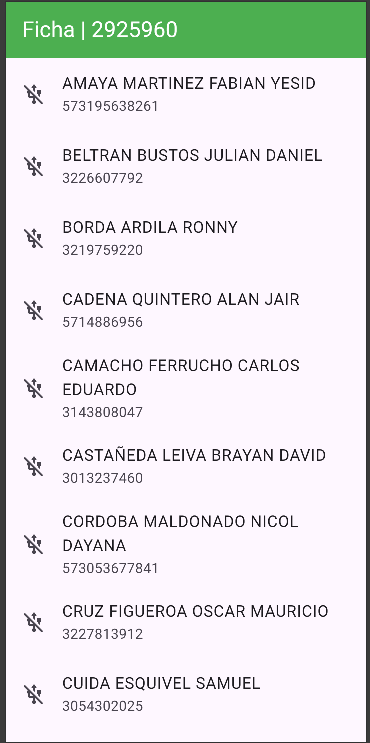 Ficha | 2925960
AMAYA MARTINEZ FABIAN YESID
573195638261
BELTRAN BUSTOS JULIAN DANIEL
3226607792
BORDA ARDILA RONNY
3219759220
CADENA QUINTERO ALAN JAIR
5714886956
CAMACHO FERRUCHO CARLOS
EDUARDO
3143808047
CASTAÑEDA LEIVA BRAYAN DAVID
3013237460
CORDOBA MALDONADO NICOL
DAYANA
573053677841
CRUZ FIGUEROA OSCAR MAURICIO
3227813912
CUIDA ESQUIVEL SAMUEL
3054302025